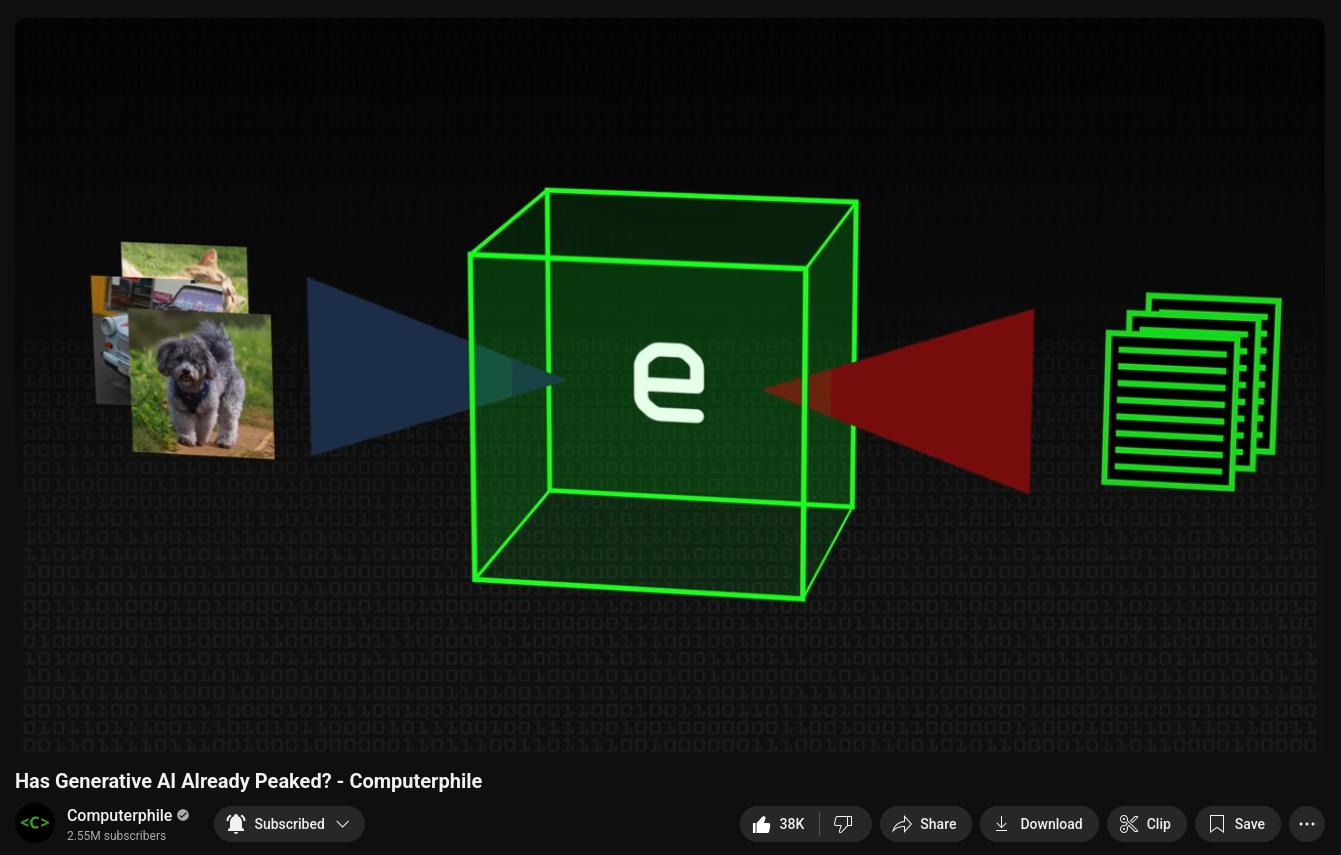 e
Has Generative AI Already Peaked? - Computerphile
<C>
Computerphile
2.55M subscribers
Subscribed
38K
Share
Download
Clip
Save